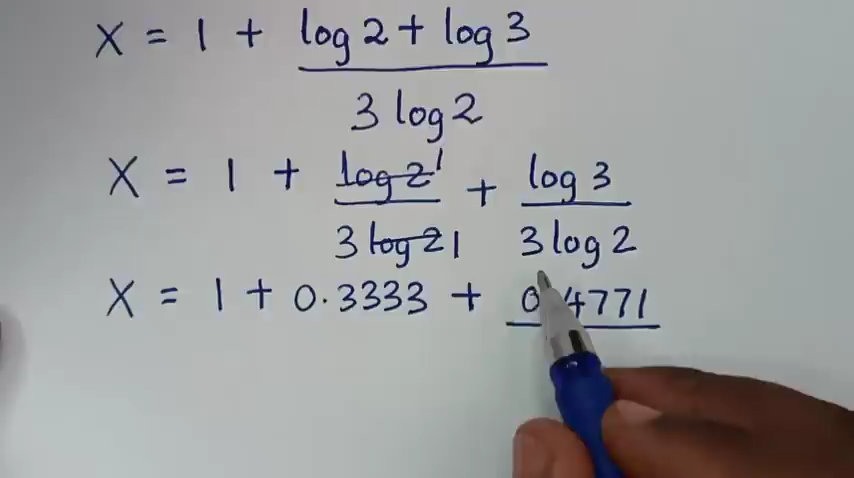 X = 1 + log 2 + log 3
3 log 2
X = 1 + log 2 1 + log 3
3 log 2 1 3 log 2
X = 1 + 0.3333 + 0.4771